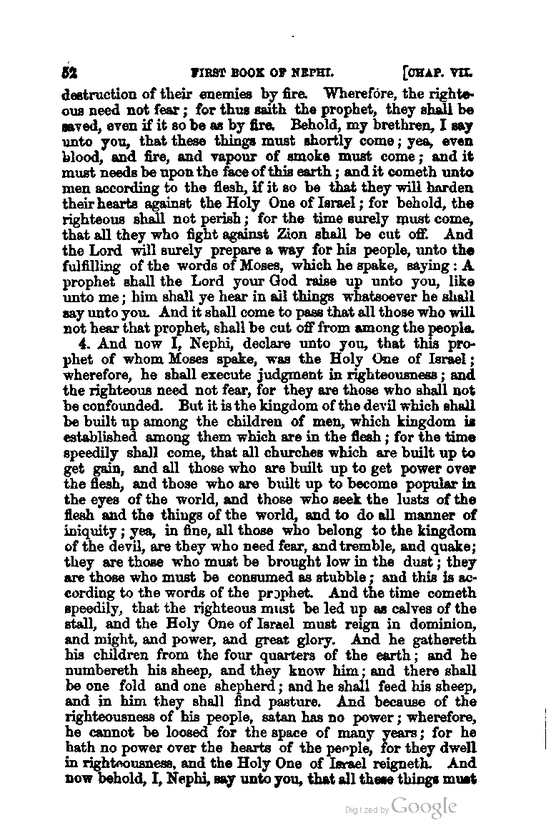 52 FIRST BOOK OF NEPHI. [CHAP. VII.
destruction of their enemies by fire. Wherefore, the righte-
ous need not fear; for thus saith the prophet, they shall be
saved, even if it so be as by fire. Behold, my brethren, I say
unto you, that these things must shortly come; yea, even
blood, and fire, and vapour of smoke must come; and it
must needs be upon the face of this earth; and it cometh unto
men according to the flesh, if it so be that they will harden
their hearts against the Holy One of Israel; for behold, the
righteous shall not perish; for the time surely must come,
that all they who fight against Zion shall be cut off. And
the Lord will surely prepare a way for his people, unto the
fulfilling of the words of Moses, which he spake, saying: A
prophet shall the Lord your God raise up unto you, like
unto me; him shall ye hear in all things whatsoever he shall
say unto you. And it shall come to pass that all those who will
not hear that prophet, shall be cut off from among the people.
4. And now I, Nephi, declare unto you, that this pro-
phet of whom Moses spake, was the Holy One of Israel;
wherefore, he shall execute judgment in righteousness; and
the righteous need not fear, for they are those who shall not
be confounded. But it is the kingdom of the devil which shall
be built up among the children of men, which kingdom is
established among them which are in the flesh; for the time
speedily shall come, that all churches which are built up to
get gain, and all those who are built up to get power over
the flesh, and those who are built up to become popular in
the eyes of the world, and those who seek the lusts of the
flesh and the things of the world, and to do all manner of
iniquity; yea, in fine, all those who belong to the kingdom
of the devil, are they who need fear, and tremble, and quake;
they are those who must be brought low in the dust; they
are those who must be consumed as stubble; and this is ac-
cording to the words of the prophet. And the time cometh
speedily, that the righteous must be led up as calves of the
stall, and the Holy One of Israel must reign in dominion,
and might, and power, and great glory. And he gathereth
his children from the four quarters of the earth; and he
numbereth his sheep, and they know him; and there shall
be one fold and one shepherd; and he shall feed his sheep,
and in him they shall find pasture. And because of the
righteousness of his people, satan has no power; wherefore,
he cannot be loosed for the space of many years; for he
hath no power over the hearts of the people, for they dwell
in righteousness, and the Holy One of Israel reigneth. And
now behold, I, Nephi, say unto you, that all these things must
Digitized by Google